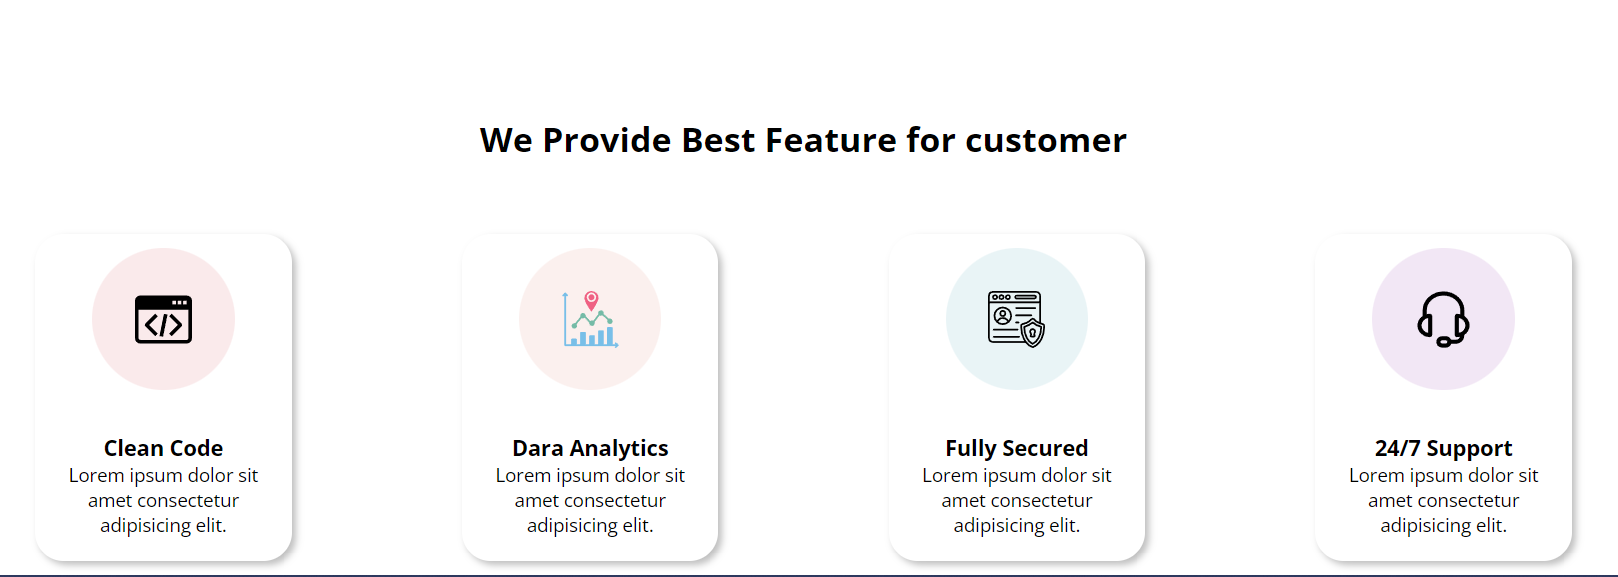 We Provide Best Feature for customer
Clean Code
Lorem ipsum dolor sit
amet consectetur
adipisicing elit.
Dara Analytics
Lorem ipsum dolor sit
amet consectetur
adipisicing elit.
Fully Secured
Lorem ipsum dolor sit
amet consectetur
adipisicing elit.
24/7 Support
Lorem ipsum dolor sit
amet consectetur
adipisicing elit.